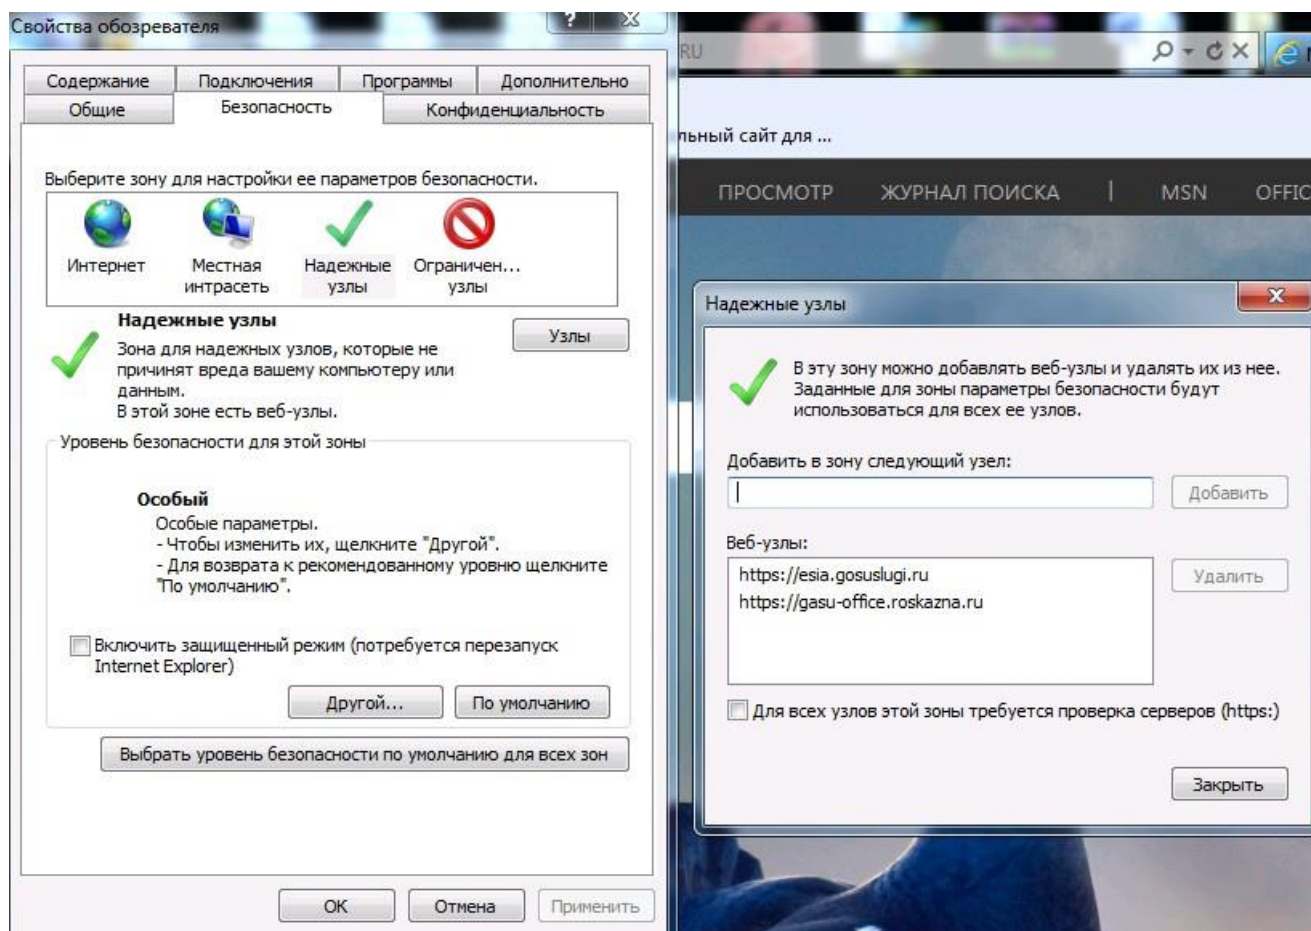 Свойства обозревателя
Содержание Подключения Программы Дополнительно
Общие Безопасность Конфиденциальность
Выберите зону для настройки ее параметров безопасности.
Интернет
Местная
интрасеть
Надежные
узлы
Ограничен...
узлы
Надежные узлы
Узлы
Зона для надежных узлов, которые не
причинят вреда вашему компьютеру или
данным.
В этой зоне есть веб-узлы.
Уровень безопасности для этой зоны
Особый
Особые параметры.
- Чтобы изменить их, щелкните "Другой".
- Для возврата к рекомендованному уровню щелкните
"По умолчанию".
Включить защищенный режим (потребуется перезапуск
Internet Explorer)
Другой... По умолчанию
Выбрать уровень безопасности по умолчанию для всех зон
ОК Отмена Применить
RU
льный сайт для ...
ПРОСМОТР ЖУРНАЛ ПОИСКА | MSN OFFIC
Надежные узлы
В эту зону можно добавлять веб-узлы и удалять их из нее.
Заданные для зоны параметры безопасности будут
использоваться для всех ее узлов.
Добавить в зону следующий узел:
Добавить
Веб-узлы:
https://esia.gosuslugi.ru
https://gasu-office.roskazna.ru
Удалить
Для всех узлов этой зоны требуется проверка серверов (https:)
Закрыть